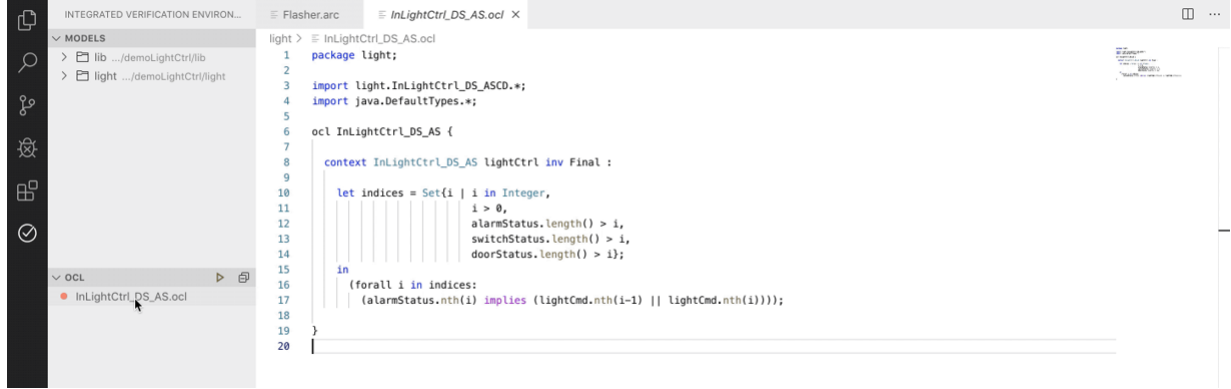 INTEGRATED VERIFICATION ENVIRON...
MODELS
lib .../demoLightCtrl/lib
light .../demoLightCtrl/light
OCL
InLightCtrl_DS_AS.ocl
Flasher.arc
InLightCtrl_DS_AS.ocl
light > InLightCtrl_DS_AS.ocl
1 package light;
2
3 import light.InLightCtrl_DS_ASCD.*;
4 import java.DefaultTypes.*;
5
6 ocl InLightCtrl_DS_AS {
7
8 context InLightCtrl_DS_AS lightCtrl inv Final :
9
10 let indices = Set{i | i in Integer,
11 i > 0,
12 alarmStatus.length() > i,
13 switchStatus.length() > i,
14 doorStatus.length() > i};
15 in
16 (forall i in indices:
17 (alarmStatus.nth(i) implies (lightCmd.nth(i-1) || lightCmd.nth(i))));
18
19 }
20